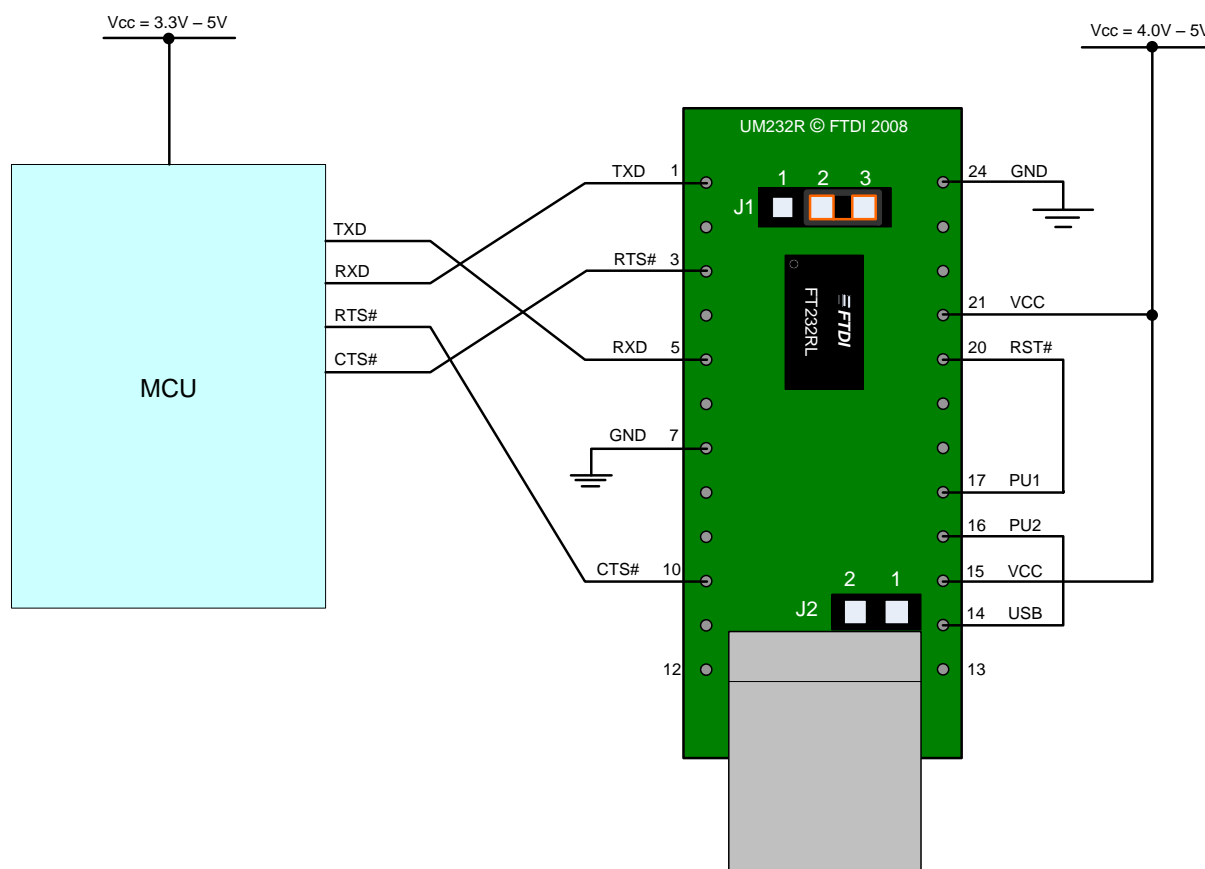 Vcc = 3.3V – 5V
Vcc = 4.0V – 5V
UM232R © FTDI 2008
TXD 1
24 GND
1 2 3
J1
TXD
RXD
RTS#
CTS#
MCU
RTS# 3
21 VCC
FTDI
FT232RL
RXD 5
20 RST#
GND 7
17 PU1
16 PU2
CTS# 10
2 1
15 VCC
J2
14 USB
12
13